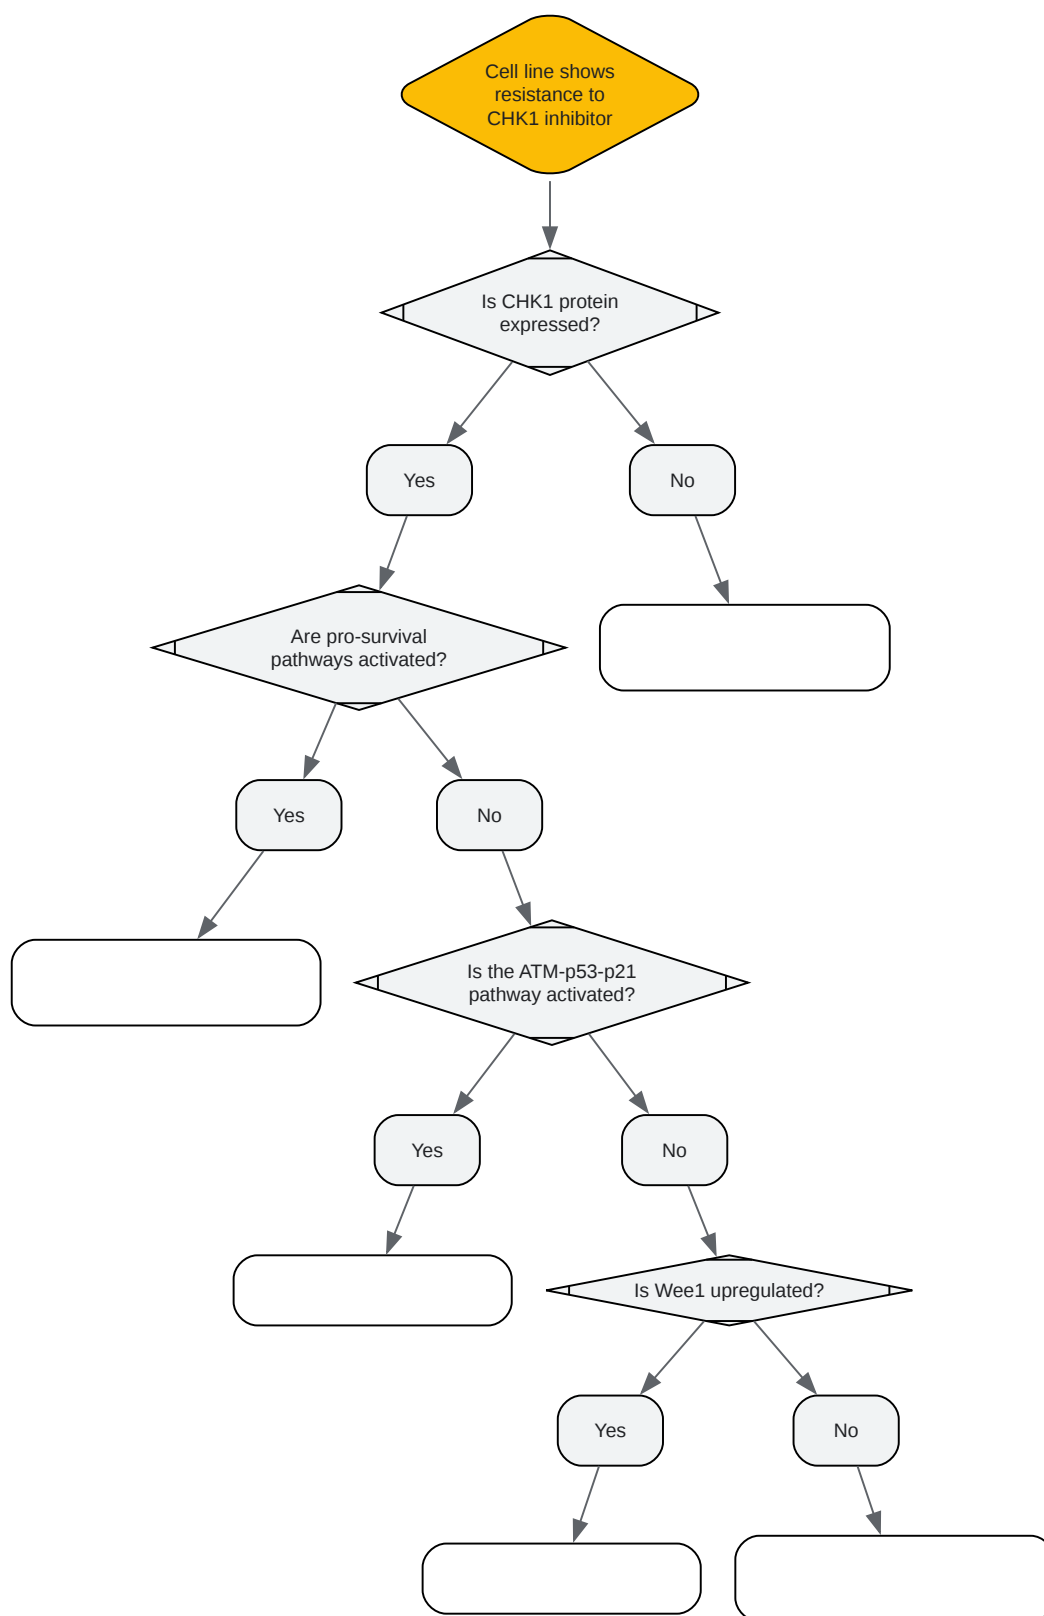 Cell line shows
resistance to
CHK1 inhibitor
Is CHK1 protein
expressed?
Yes
No
Are pro-survival
pathways activated?
Yes
No
Is the ATM-p53-p21
pathway activated?
Yes
No
Is Wee1 upregulated?
Yes
No